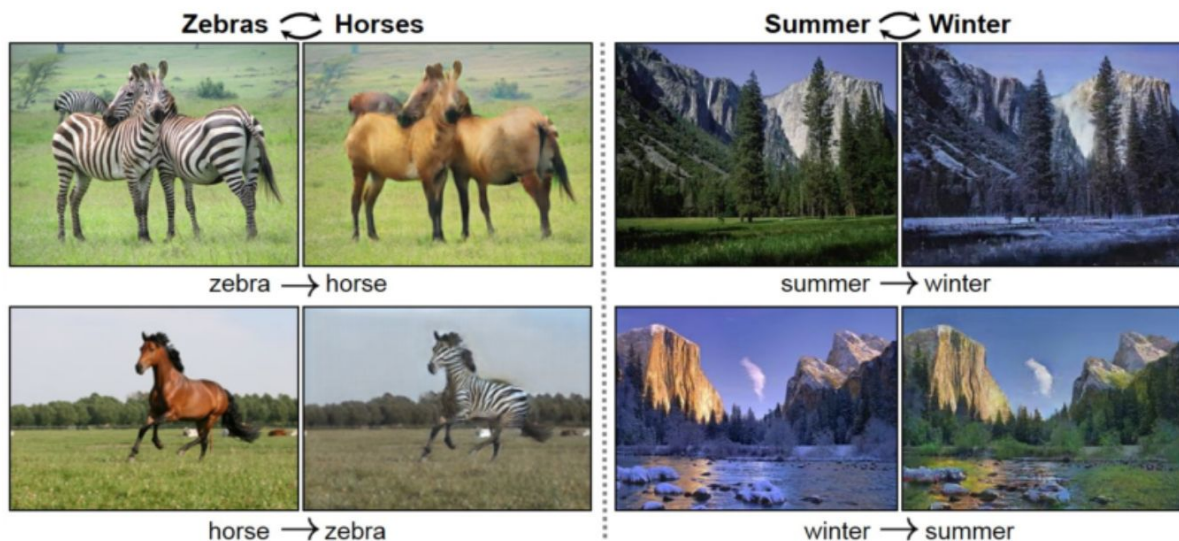 Zebras ⇄ Horses
Summer ⇄ Winter
zebra → horse
summer → winter
horse → zebra
winter → summer